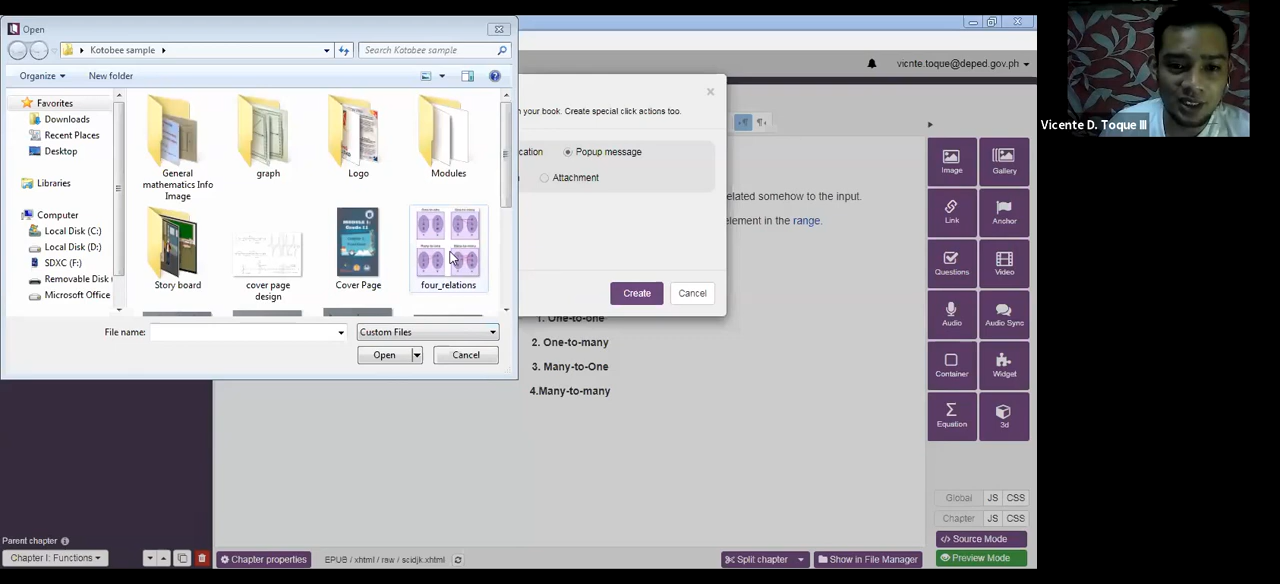 Open
Kotobee sample
Search Kotobee sample
Organize
New folder
Favorites
Downloads
Recent Places
Desktop
Libraries
Computer
Local Disk (C:)
Local Disk (D:)
SDXC (F:)
Removable Disk
Microsoft Office
General
mathematics Info
Image
graph
Logo
Modules
Story board
cover page
design
Cover Page
four_relations
File name:
Custom Files
Open
Cancel
vicnte.toque@deped.gov.ph
n your book. Create special click actions too.
ication
Popup message
Attachment
Create
Cancel
elated somehow to the input.
element in the range.
1. One-to-one
2. One-to-many
3. Many-to-One
4.Many-to-many
Image
Gallery
Link
Anchor
Questions
Video
Audio
Audio Sync
Container
Widget
Equation
3d
Global
JS
CSS
Chapter
JS
CSS
Source Mode
Preview Mode
Parent chapter
Chapter I: Functions
Chapter properties
EPUB / xhtml / raw / scidjk.xhtml
Split chapter
Show in File Manager
Vicente D. Toque III